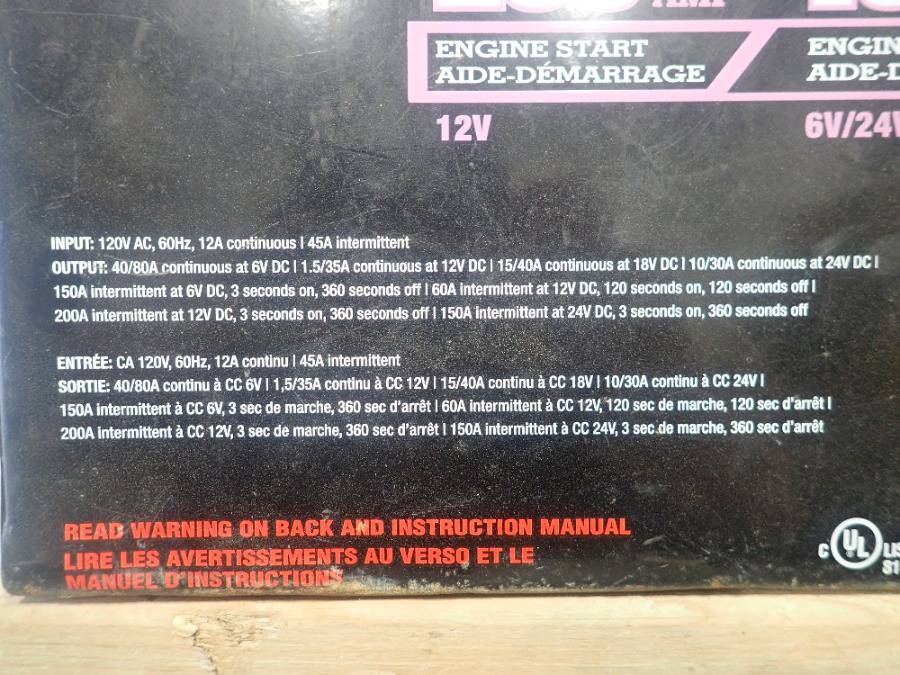 ENGINE START
AIDE-DÉMARRAGE
12V
6V/24V
INPUT: 120V AC, 60Hz, 12A continuous | 45A intermittent
OUTPUT: 40/80A continuous at 6V DC | 1.5/35A continuous at 12V DC | 15/40A continuous at 18V DC | 10/30A continuous at 24V DC |
150A intermittent at 6V DC, 3 seconds on, 360 seconds off | 60A intermittent at 12V DC, 120 seconds on, 120 seconds off |
200A intermittent at 12V DC, 3 seconds on, 360 seconds off | 150A intermittent at 24V DC, 3 seconds on, 360 seconds off
ENTRÉE: CA 120V, 60Hz, 12A continu | 45A intermittent
SORTIE: 40/80A continu à CC 6V | 1,5/35A continu à CC 12V | 15/40A continu à CC 18V | 10/30A continu à CC 24V |
150A intermittent à CC 6V, 3 sec de marche, 360 sec d'arrêt | 60A intermittent à CC 12V, 120 sec de marche, 120 sec d'arrêt |
200A intermittent à CC 12V, 3 sec de marche, 360 sec d'arrêt | 150A intermittent à CC 24V, 3 sec de marche, 360 sec d'arrêt
READ WARNING ON BACK AND INSTRUCTION MANUAL
LIRE LES AVERTISSEMENTS AU VERSO ET LE
MANUEL D'INSTRUCTIONS
C UL